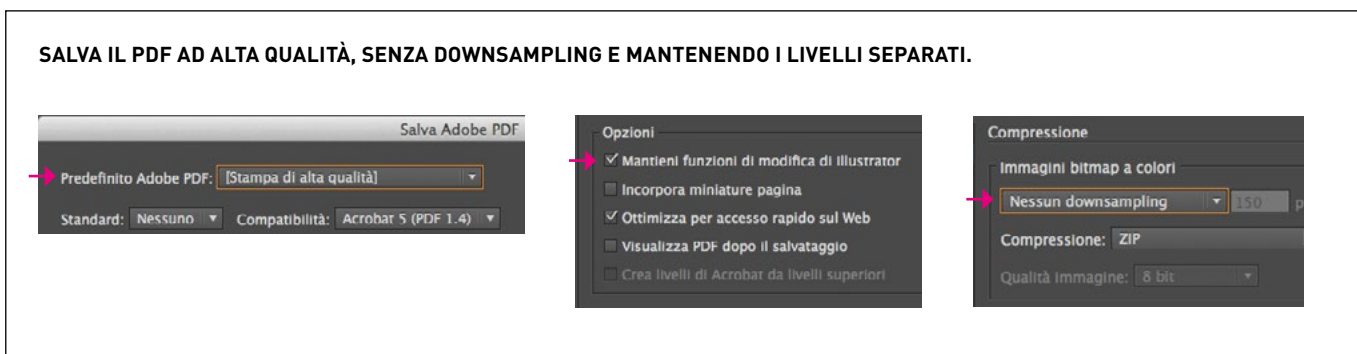 SALVA IL PDF AD ALTA QUALITÀ, SENZA DOWNSAMPLING E MANTENENDO I LIVELLI SEPARATI.
Salva Adobe PDF
Predefinito Adobe PDF: [Stampa di alta qualità]
Standard: Nessuno Compatibilità: Acrobat 5 (PDF 1.4)
Opzioni
Mantieni funzioni di modifica di Illustrator
Incorpora miniature pagina
Ottimizza per accesso rapido sul Web
Visualizza PDF dopo il salvataggio
Crea livelli di Acrobat da livelli superiori
Compressione
Immagini bitmap a colori
Nessun downsampling 150 p
Compressione: ZIP
Qualità immagine: 8 bit